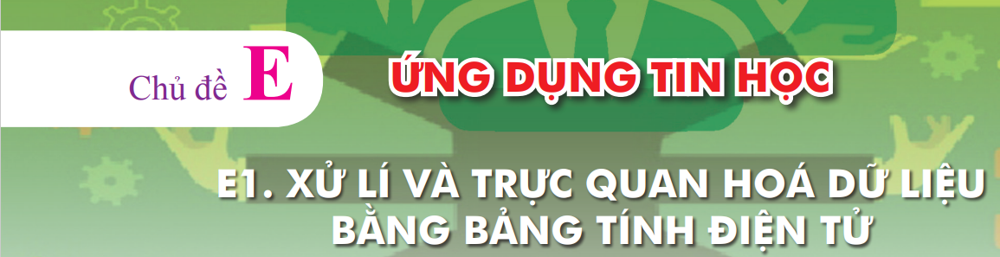 Chủ đề E
ỨNG DỤNG TIN HỌC
E1. XỬ LÍ VÀ TRỰC QUAN HOÁ DỮ LIỆU
BẰNG BẢNG TÍNH ĐIỆN TỬ